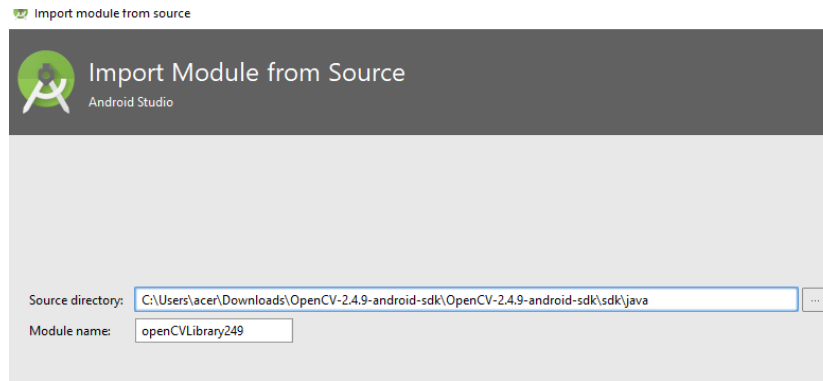 Import module from source
Import Module from Source
Android Studio
Source directory: C:\Users\acer\Downloads\OpenCV-2.4.9-android-sdk\OpenCV-2.4.9-android-sdk\sdk\java ...
Module name: openCVLibrary249